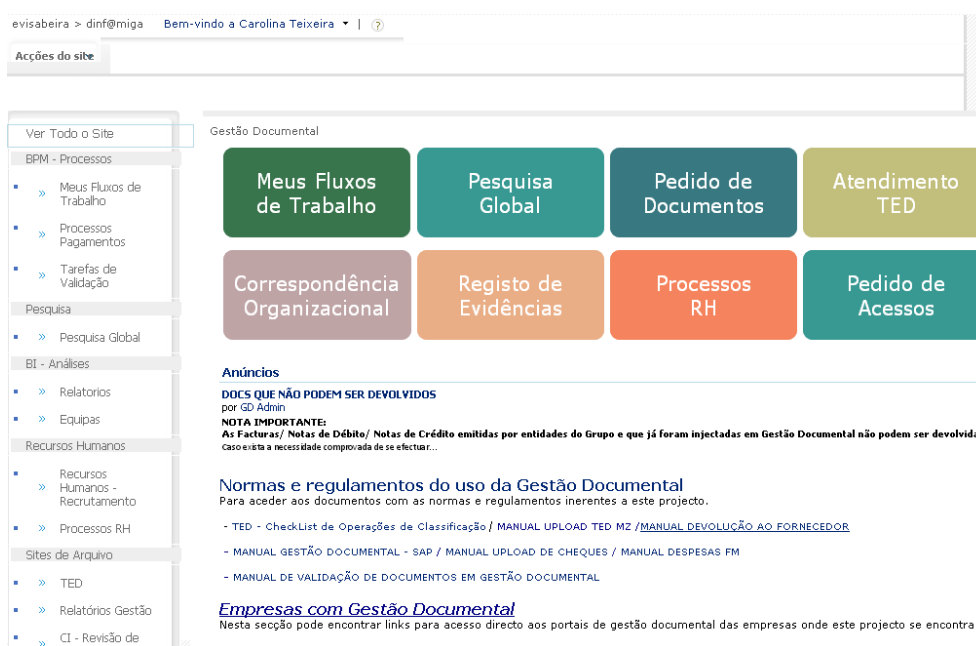 evisabeira > dinf@miga Bem-vindo a Carolina Teixeira |
Acções do site
Ver Todo o Site
BPM - Processos
» Meus Fluxos de
Trabalho
» Processos
Pagamentos
» Tarefas de
Validação
Pesquisa
» Pesquisa Global
BI - Análises
» Relatorios
» Equipas
Recursos Humanos
» Recursos
Humanos -
Recrutamento
» Processos RH
Sites de Arquivo
» TED
» Relatórios Gestão
» CI - Revisão de
Gestão Documental
Meus Fluxos
de Trabalho
Pesquisa
Global
Pedido de
Documentos
Atendimento
TED
Correspondência
Organizacional
Registo de
Evidências
Processos
RH
Pedido de
Acessos
Anúncios
DOCS QUE NÃO PODEM SER DEVOLVIDOS
por GD Admin
NOTA IMPORTANTE:
As Facturas/ Notas de Débito/ Notas de Crédito emitidas por entidades do Grupo e que já foram injectadas em Gestão Documental não podem ser devolvida
Caso exista a necessidade comprovada de se efectuar...
Normas e regulamentos do uso da Gestão Documental
Para aceder aos documentos com as normas e regulamentos inerentes a este projecto.
- TED - CheckList de Operações de Classificação / MANUAL UPLOAD TED MZ /MANUAL DEVOLUÇÃO AO FORNECEDOR
- MANUAL GESTÃO DOCUMENTAL - SAP / MANUAL UPLOAD DE CHEQUES / MANUAL DESPESAS FM
- MANUAL DE VALIDAÇÃO DE DOCUMENTOS EM GESTÃO DOCUMENTAL
Empresas com Gestão Documental
Nesta secção pode encontrar links para acesso directo aos portais de gestão documental das empresas onde este projecto se encontra